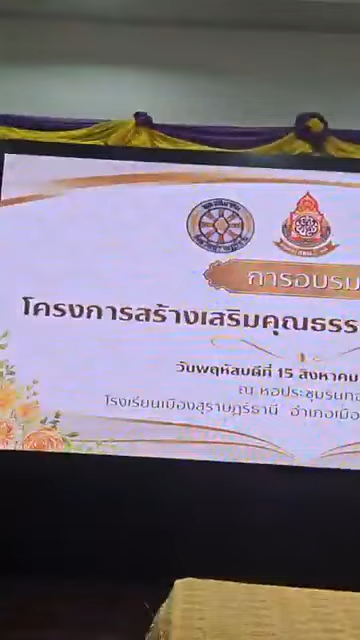 การอบรม
โครงการสร้างเสริมคุณธรร
วันพฤหัสบดีที่ 15 สิงหาคม
ณ หอประชุมรนทอ
โรงเรียนเมืองสุราษฎร์ธานี อำเภอเมือ